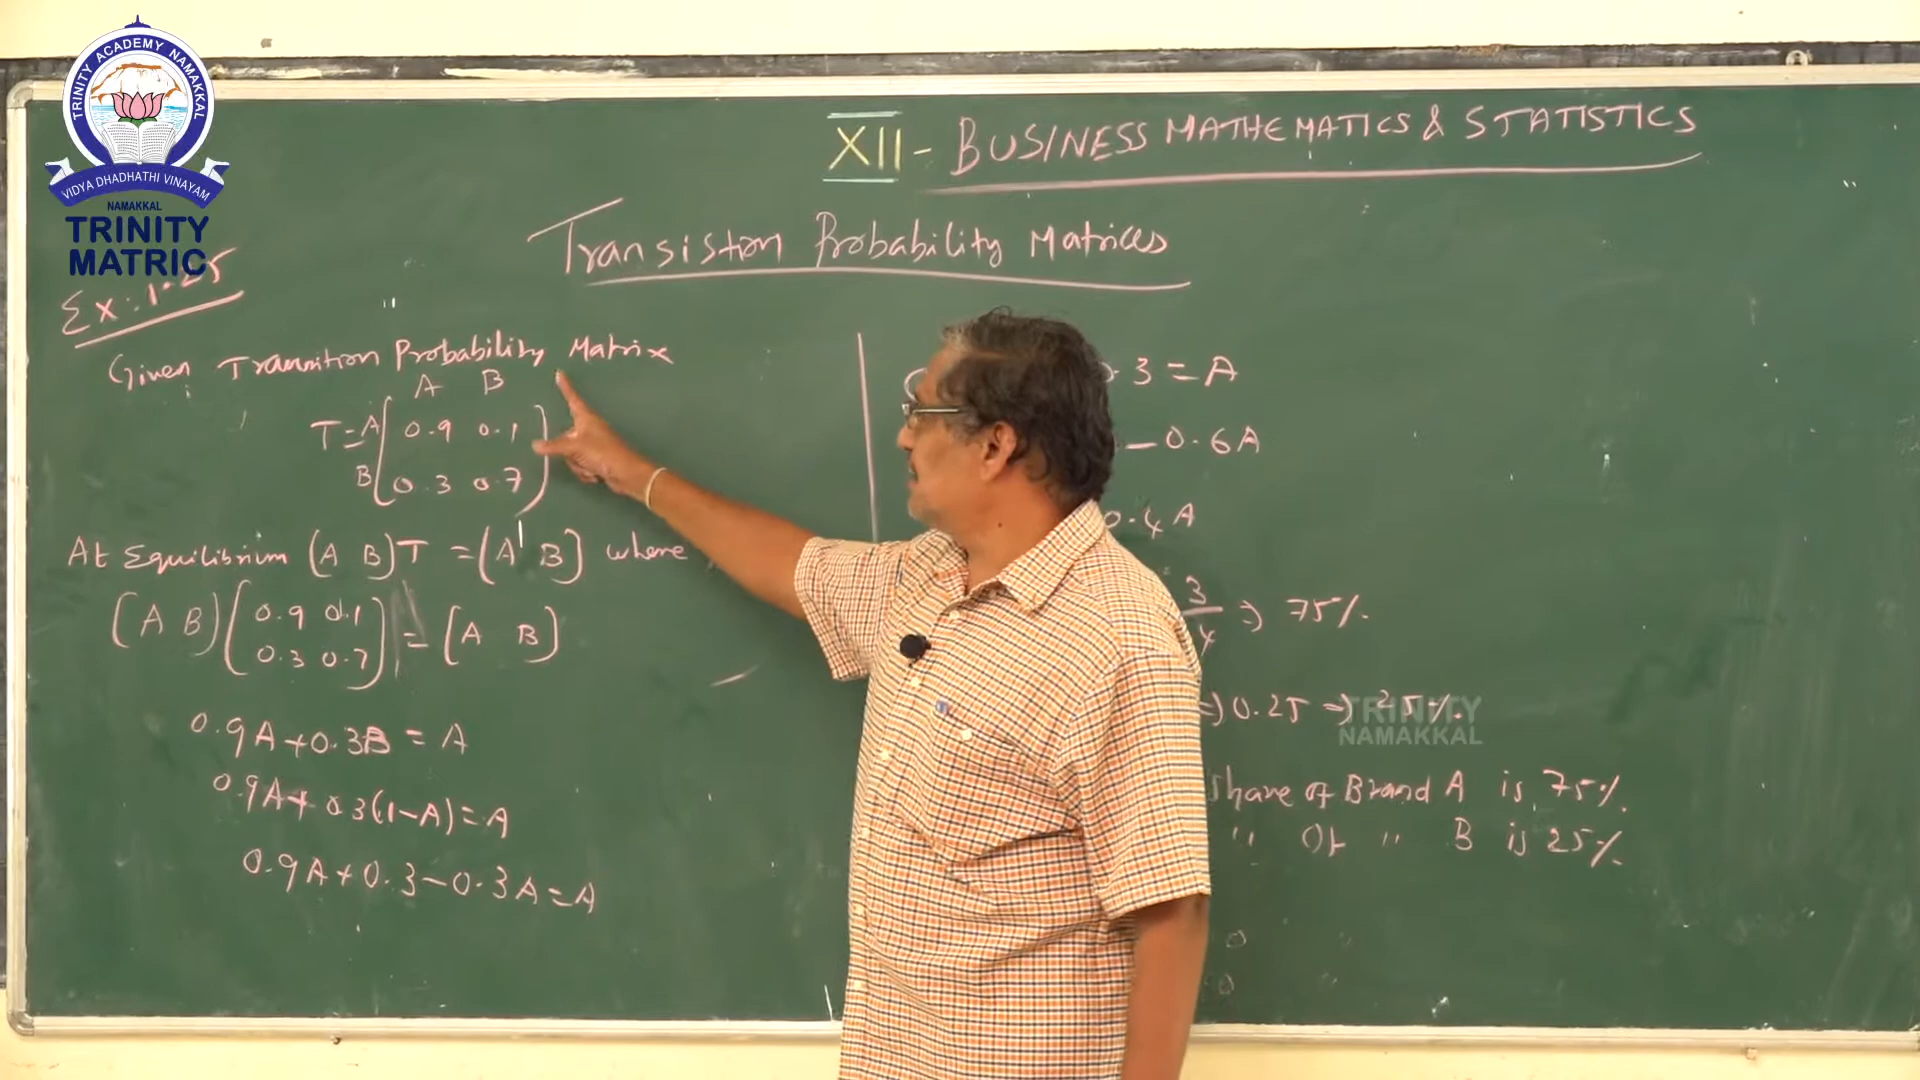 TRINITY ACADEMY NAMAKKAL
VIDYA DHADHATHI VINAYAM
NAMAKKAL
TRINITY
MATRIC
XII - BUSINESS MATHEMATICS & STATISTICS
Transistion Probability Matrices
Ex: 1.25
Given Transition Probability Matrix
A B
T = A ( 0.9 0.1
B 0.3 0.7 )
At Equilibrium (A B) T = (A B) where
(A B) ( 0.9 0.1 0.3 0.7 ) = (A B)
0.9A + 0.3B = A
0.9A + 0.3(1-A) = A
0.9A + 0.3 - 0.3A = A
.3 = A
- 0.6A
0.4A
3/4 ⇒ 75%.
⇒ 0.25 ⇒ 25%.
TRINITY
NAMAKKAL
share of Brand A is 75%.
" of " B is 25%.